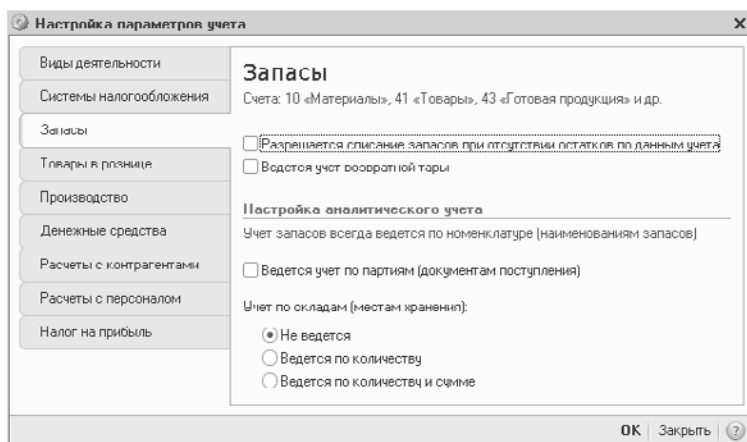 Настройка параметров учета
Виды деятельности
Системы налогообложения
Запасы
Товары в рознице
Производство
Денежные средства
Расчеты с контрагентами
Расчеты с персоналом
Налог на прибыль
Запасы
Счета: 10 «Материалы», 41 «Товары», 43 «Готовая продукция» и др.
Разрешается списание запасов при отсутствии остатков по данным учета
Ведется учет возвратной тары
Настройка аналитического учета
Учет запасов всегда ведется по номенклатуре (наименованиям запасов)
Ведется учет по партиям (документам поступления)
Учет по складам (местам хранения):
Не ведется
Ведется по количеству
Ведется по количеству и сумме
OK Закрыть ?